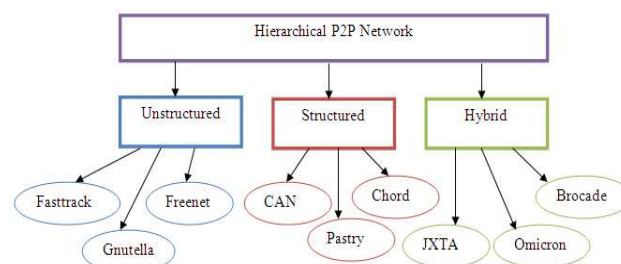 Hierarchical P2P Network
Unstructured
Structured
Hybrid
Fasttrack
Freenet
Gnutella
CAN
Chord
Pastry
Brocade
JXTA
Omicron